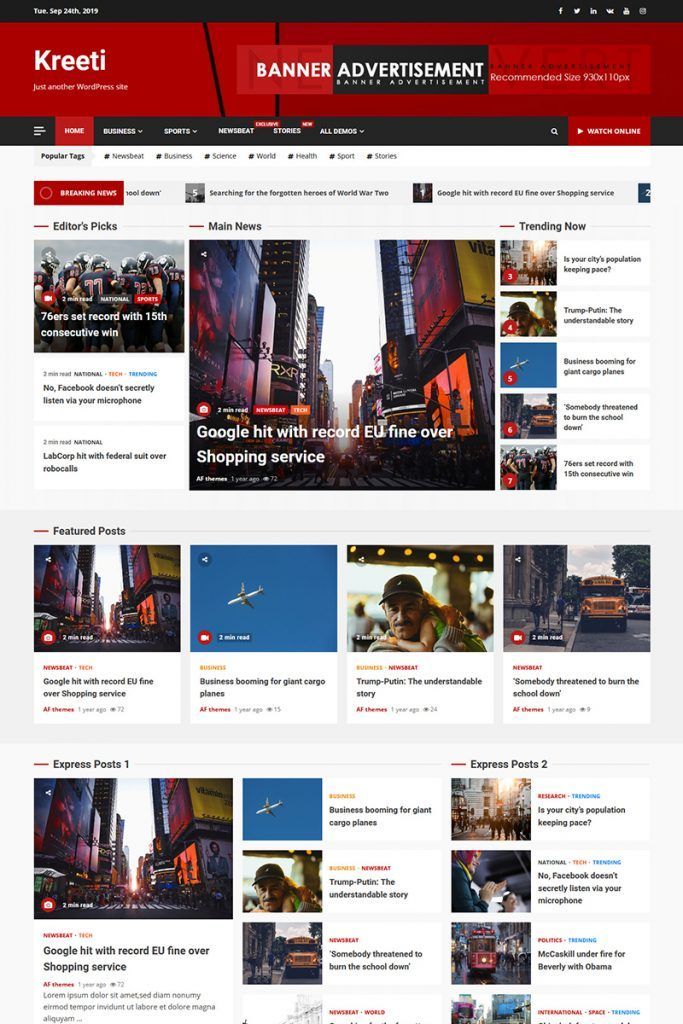 Tue. Sep 24th, 2019
Kreeti
Just another WordPress site
BANNER ADVERTISEMENT
BANNER ADVERTISEMENT
BANNER ADVERTISEMENT
Recommended Size 930x110px
HOME BUSINESS SPORTS NEWSBEAT EXCLUSIVE STORIES NEW ALL DEMOS WATCH ONLINE
Popular Tags # Newsbeat # Business # Science # World # Health # Sport # Stories
BREAKING NEWS down' 5 Searching for the forgotten heroes of World War Two Google hit with record EU fine over Shopping service 2
Editor's Picks
2 min read NATIONAL SPORTS
76ers set record with 15th
consecutive win
2 min read NATIONAL • TECH • TRENDING
No, Facebook doesn't secretly
listen via your microphone
2 min read NATIONAL
LabCorp hit with federal suit over
robocalls
Main News
2 min read NEWSBEAT TECH
Google hit with record EU fine over
Shopping service
AF themes 1 year ago 72
Trending Now
3
Is your city's population
keeping pace?
4
Trump-Putin: The
understandable story
5
Business booming for
giant cargo planes
6
'Somebody threatened
to burn the school
down'
7
76ers set record with
15th consecutive win
Featured Posts
2 min read
NEWSBEAT • TECH
Google hit with record EU fine
over Shopping service
AF themes 1 year ago 72
2 min read
BUSINESS
Business booming for giant cargo
planes
AF themes 1 year ago 15
2 min read
BUSINESS • NEWSBEAT
Trump-Putin: The understandable
story
AF themes 1 year ago 24
2 min read
NEWSBEAT
'Somebody threatened to burn the
school down'
AF themes 1 year ago 9
Express Posts 1
2 min read
NEWSBEAT • TECH
Google hit with record EU fine over
Shopping service
AF themes 1 year ago 72
Lorem ipsum dolor sit amet,sed diam nonumy
eirmod tempor invidunt ut labore et dolore magna
aliquyam ...
BUSINESS
Business booming for giant
cargo planes
BUSINESS • NEWSBEAT
Trump-Putin: The
understandable story
NEWSBEAT
'Somebody threatened to
burn the school down'
NEWSBEAT • WORLD
Express Posts 2
RESEARCH • TRENDING
Is your city's population
keeping pace?
NATIONAL • TECH • TRENDING
No, Facebook doesn't
secretly listen via your
microphone
POLITICS • TRENDING
McCaskill under fire for
Beverly with Obama
INTERNATIONAL • SPACE • TRENDING